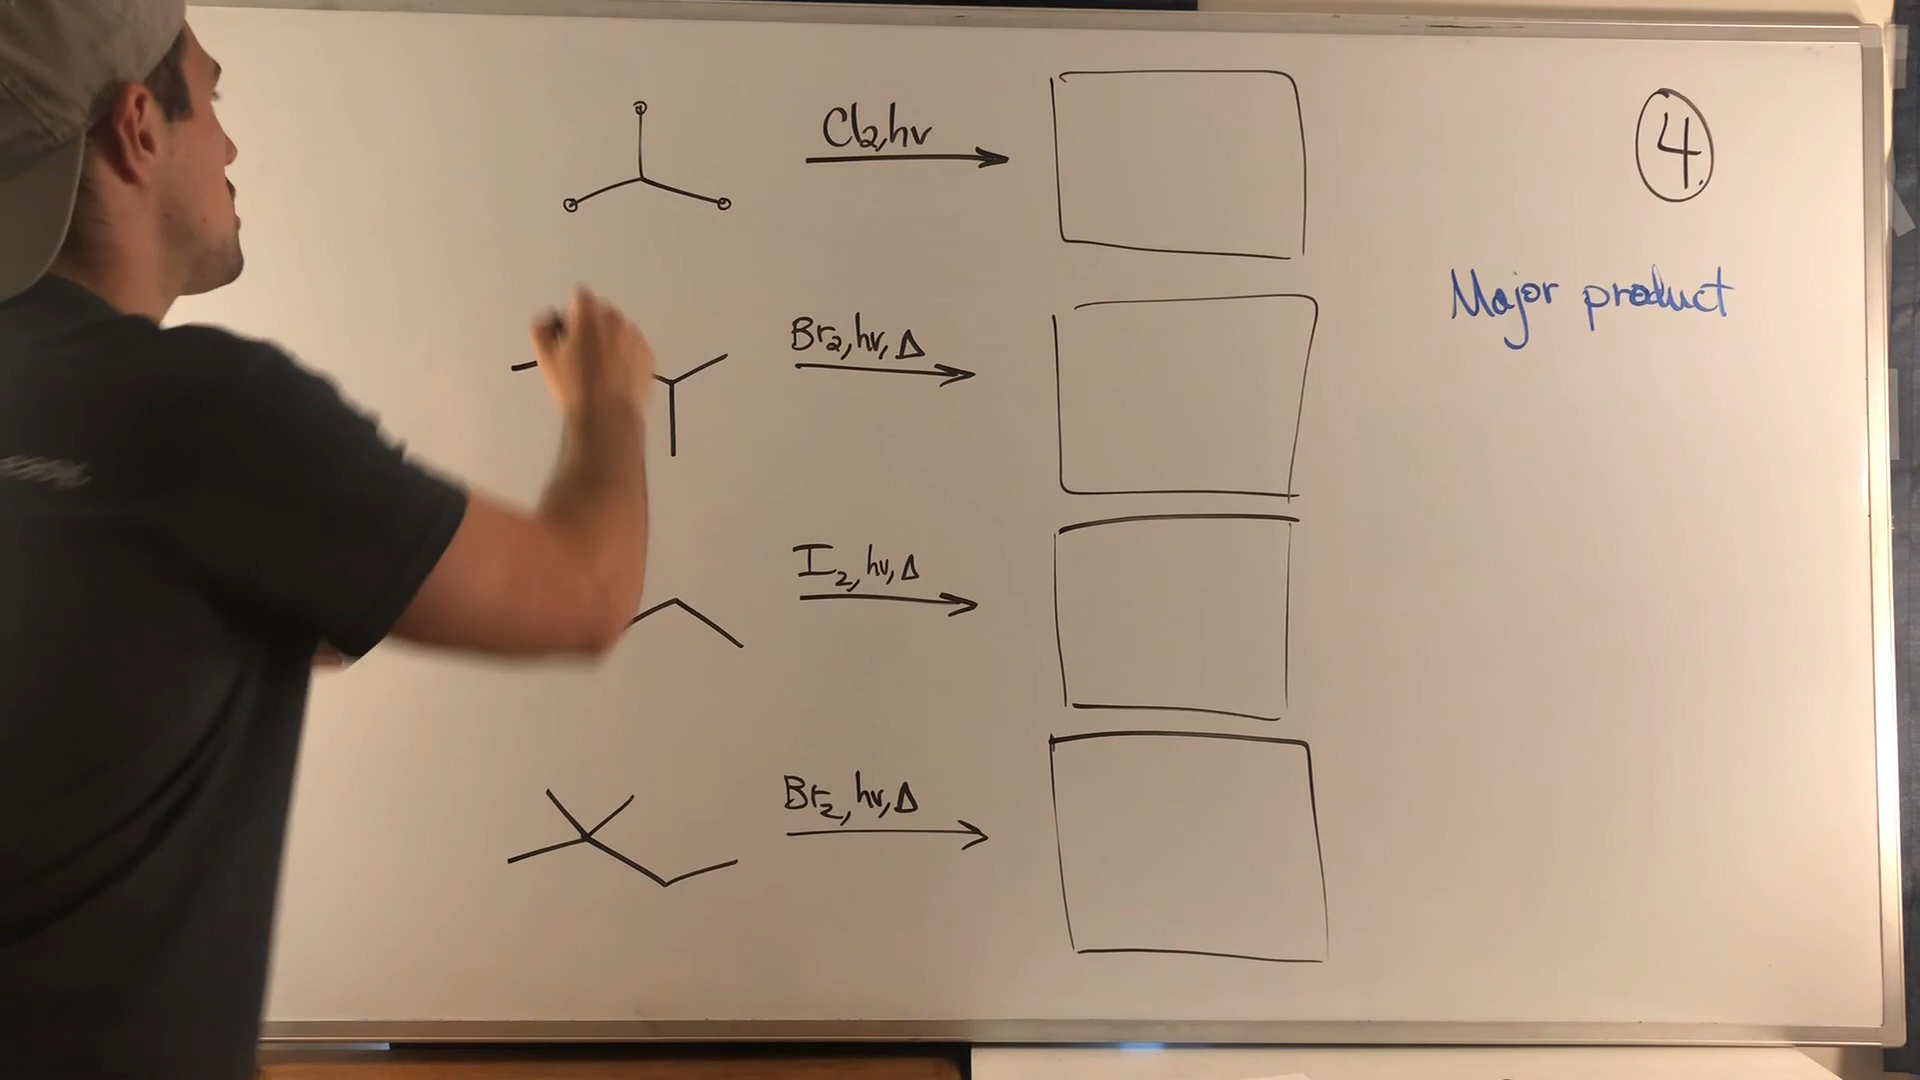 Cl₂, hv
4.
Major product
Br₂, hv, Δ
I₂, hv, Δ
Br₂, hv, Δ